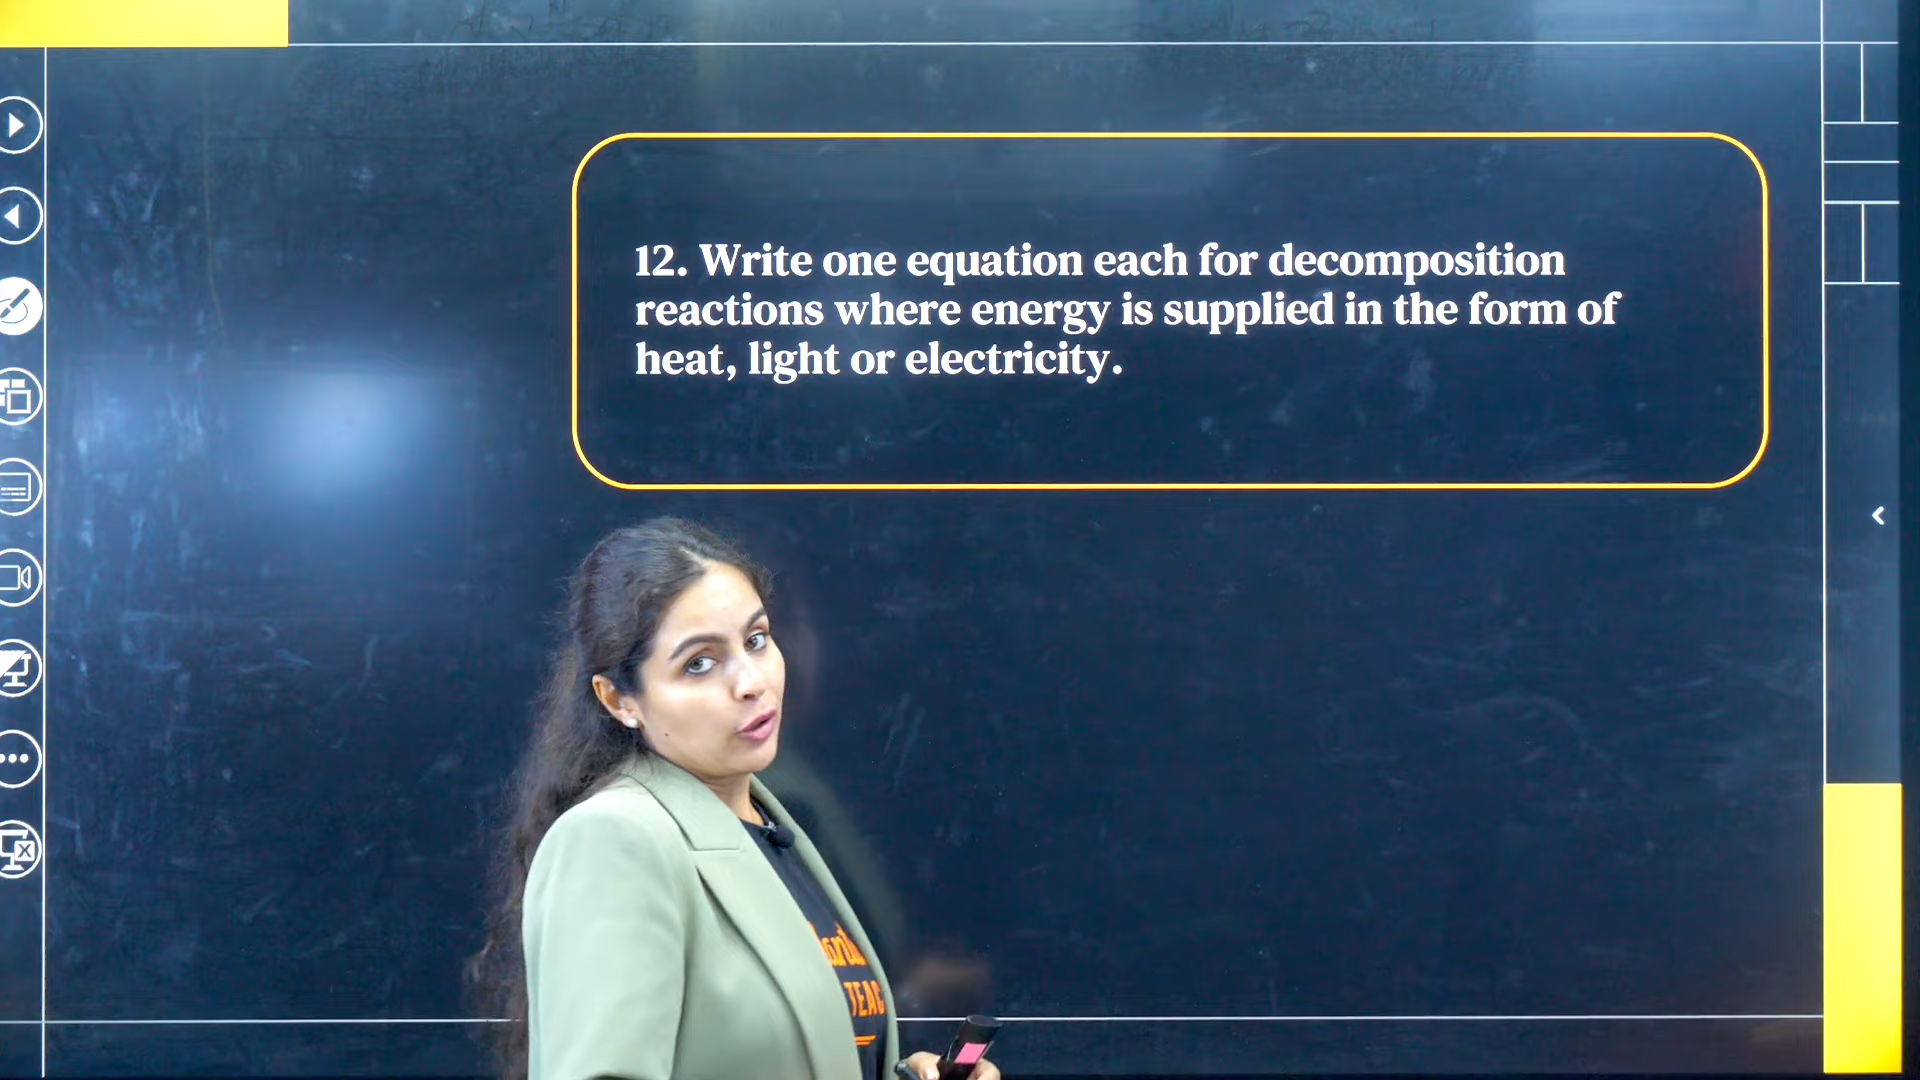 12. Write one equation each for decomposition
reactions where energy is supplied in the form of
heat, light or electricity.
TEAC